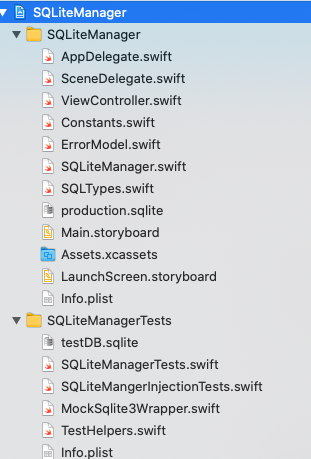 SQLiteManager
SQLiteManager
AppDelegate.swift
SceneDelegate.swift
ViewController.swift
Constants.swift
ErrorModel.swift
SQLiteManager.swift
SQLTypes.swift
production.sqlite
Main.storyboard
Assets.xcassets
LaunchScreen.storyboard
Info.plist
SQLiteManagerTests
testDB.sqlite
SQLiteManagerTests.swift
SQLiteMangerInjectionTests.swift
MockSqlite3Wrapper.swift
TestHelpers.swift
Info.plist